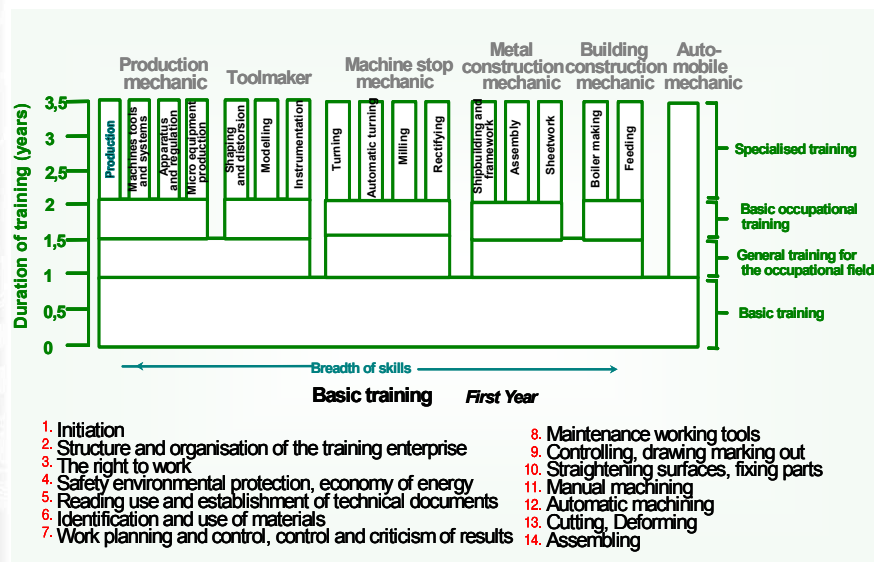 Production
mechanic
Toolmaker
Machine stop
mechanic
Metal
construction
mechanic
Building
construction
mechanic
Auto-
mobile
mechanic
Duration of training (years)
3,5
3
2,5
2
1,5
1
0,5
0
Production
Machines tools
and systems
Apparatus
and regulation
Micro equipment
production
Shaping
and distorsion
Modelling
Instrumentation
Turning
Automatic turning
Milling
Rectifying
Shipbuilding and
framework
Assembly
Sheetwork
Boiler making
Feeding
Specialised training
Basic occupational
training
General training for
the occupational field
Basic training
Breadth of skills
Basic training First Year
1. Initiation
2. Structure and organisation of the training enterprise
3. The right to work
4. Safety environmental protection, economy of energy
5. Reading use and establishment of technical documents
6. Identification and use of materials
7. Work planning and control, control and criticism of results
8. Maintenance working tools
9. Controlling, drawing marking out
10. Straightening surfaces, fixing parts
11. Manual machining
12. Automatic machining
13. Cutting, Deforming
14. Assembling